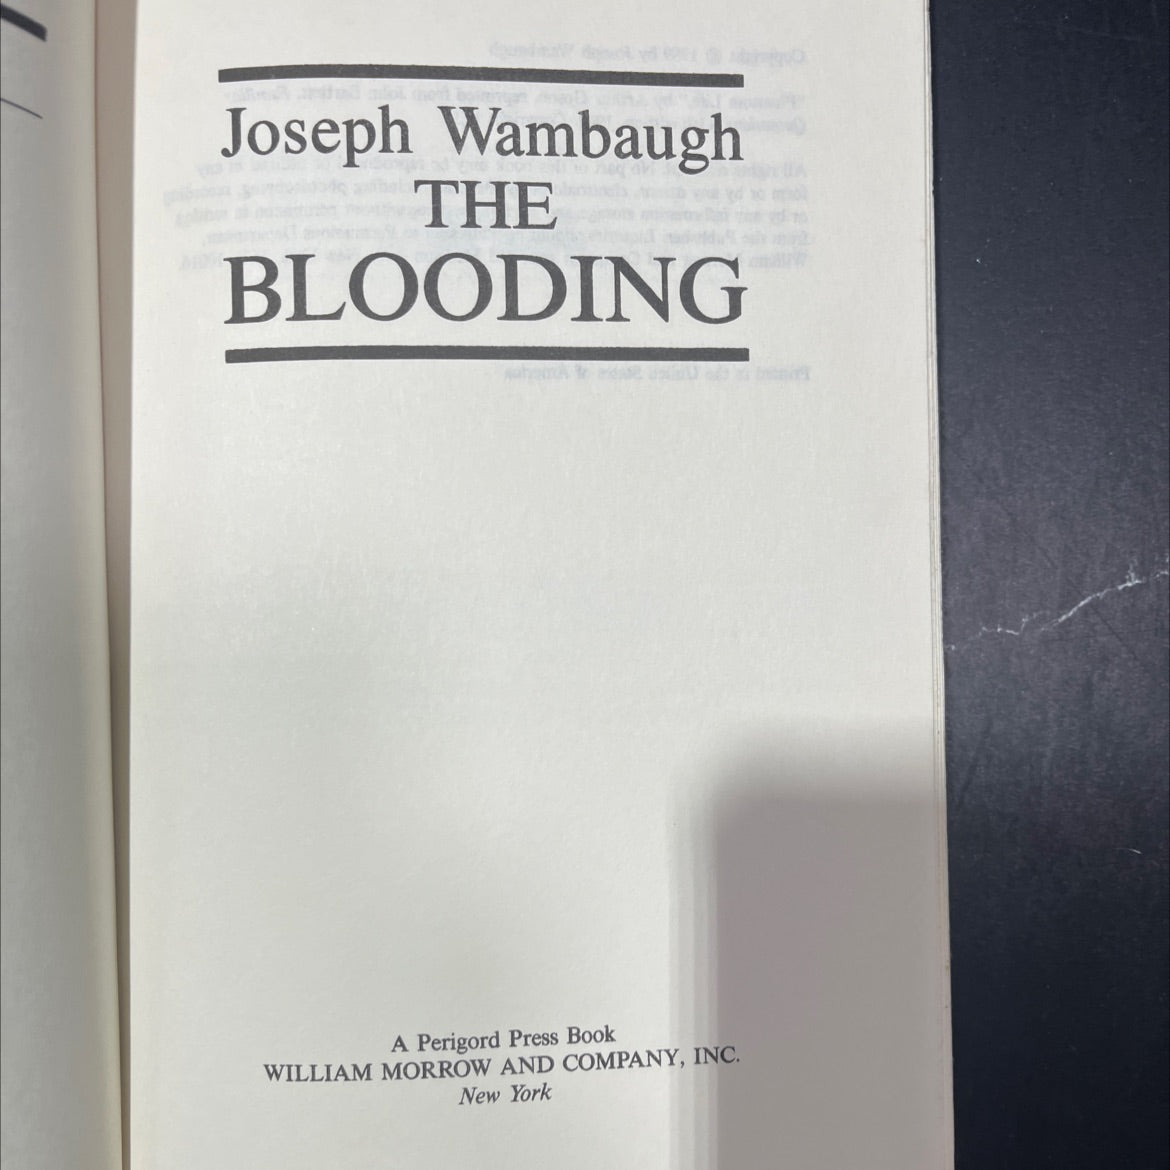 Joseph Wambaugh
THE
BLOODING
A Perigord Press Book
WILLIAM MORROW AND COMPANY, INC.
New York